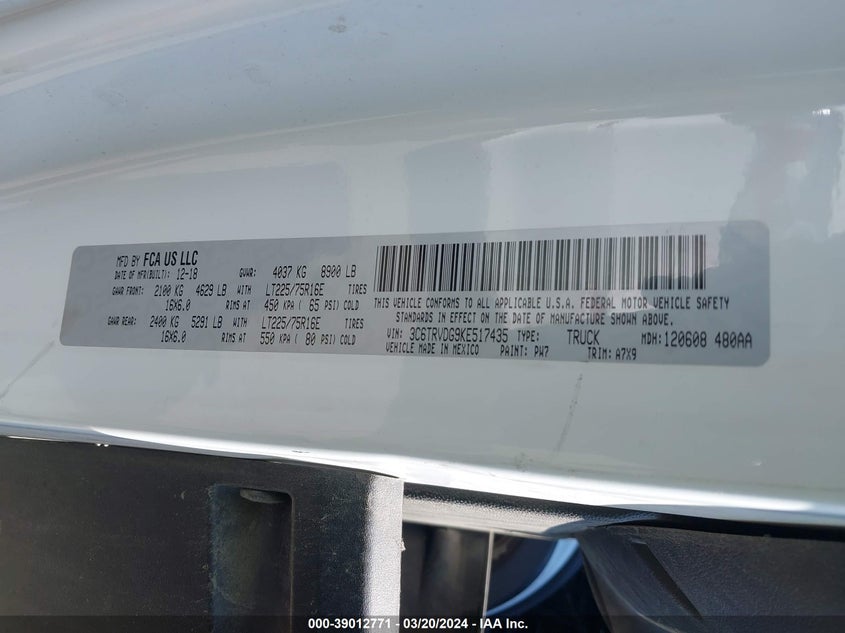 MFD BY FCA US LLC
DATE OF MFR(BUILT): 12-18 GVWR: 4037 KG 8900 LB
GAWR FRONT: 2100 KG 4629 LB WITH LT225/75R16E TIRES
16X6.0 RIMS AT 450 KPA ( 65 PSI) COLD
GAWR REAR: 2400 KG 5291 LB WITH LT225/75R16E TIRES
16X6.0 RIMS AT 550 KPA ( 80 PSI) COLD
THIS VEHICLE CONFORMS TO ALL APPLICABLE U.S.A. FEDERAL MOTOR VEHICLE SAFETY
STANDARDS IN EFFECT ON THE DATE OF MANUFACTURE SHOWN ABOVE.
VIN: 3C6TRVDG9KE517435 TYPE: TRUCK MDH: 120608 480AA
VEHICLE MADE IN MEXICO PAINT: PW7 TRIM: A7X9
000-39012771 | 03/20/2024 | IAA Inc.